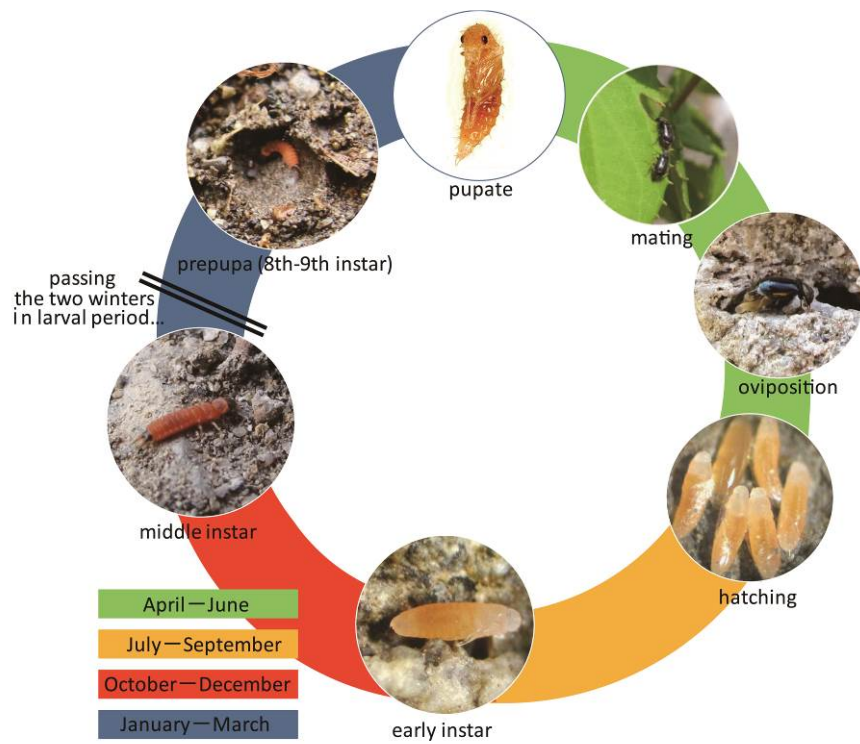 pupate
mating
oviposition
hatching
early instar
middle instar
passing
the two winters
in larval period...
prepupa (8th-9th instar)
April—June
July—September
October—December
January—March